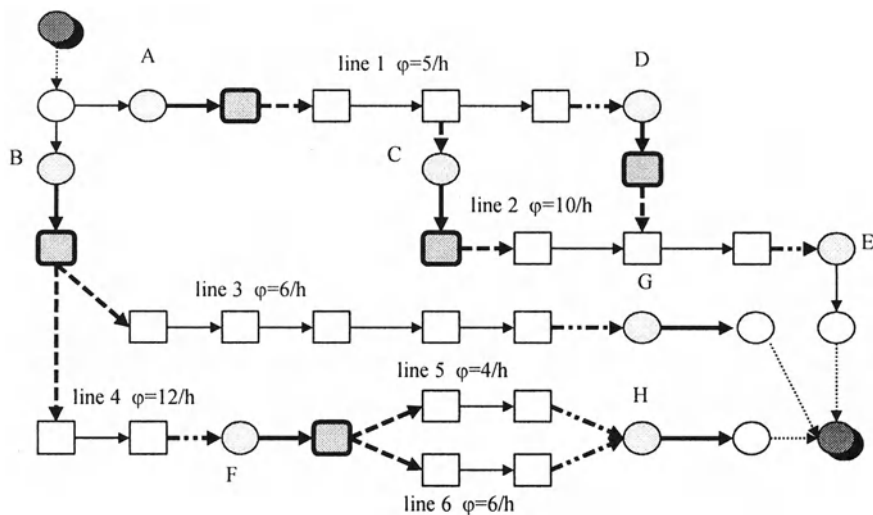 A
line 1 φ=5/h
D
B
C
line 2 φ=10/h
E
line 3 φ=6/h
G
line 4 φ=12/h
line 5 φ=4/h
H
F
line 6 φ=6/h